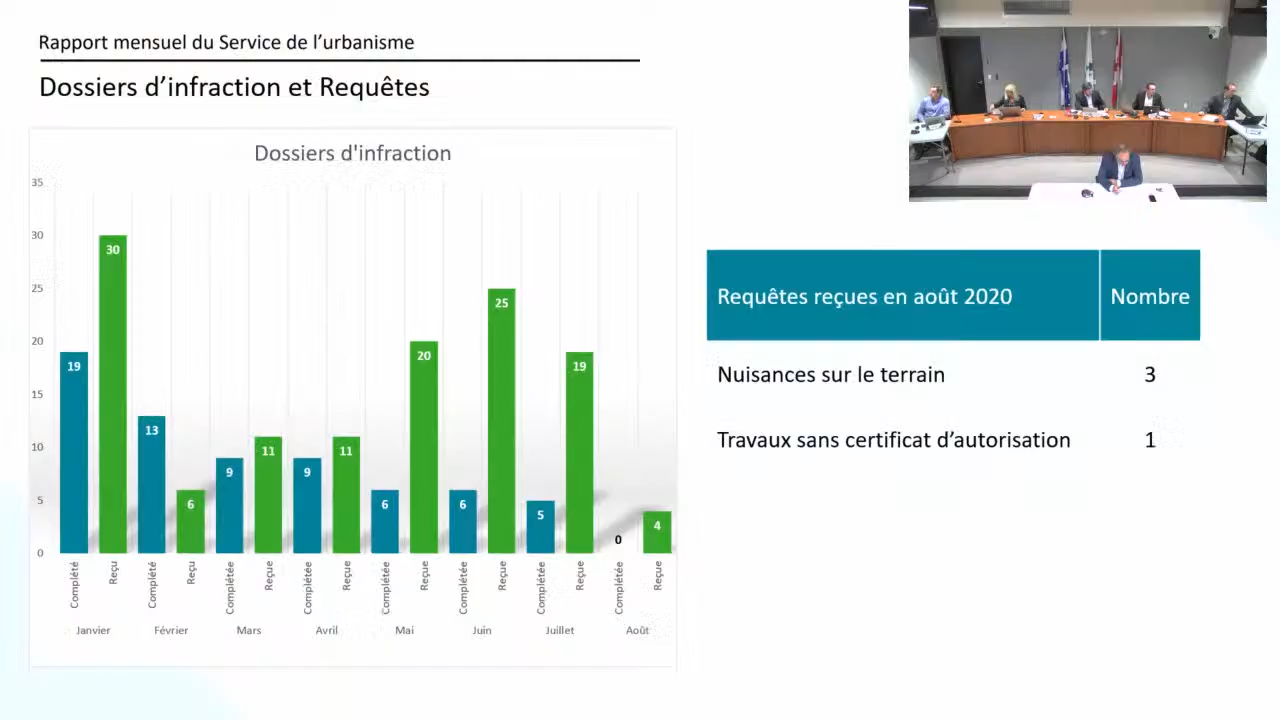 Rapport mensuel du Service de l’urbanisme
Dossiers d’infraction et Requêtes
Dossiers d'infraction
35
30
25
20
15
10
5
0
19
30
13
6
9
11
9
11
6
20
6
25
5
19
0
4
Complété
Reçu
Complété
Reçu
Complétée
Reçue
Complétée
Reçue
Complétée
Reçue
Complétée
Reçue
Complétée
Reçue
Complétée
Reçue
Janvier
Février
Mars
Avril
Mai
Juin
Juillet
Août
Requêtes reçues en août 2020 Nombre
Nuisances sur le terrain 3
Travaux sans certificat d’autorisation 1